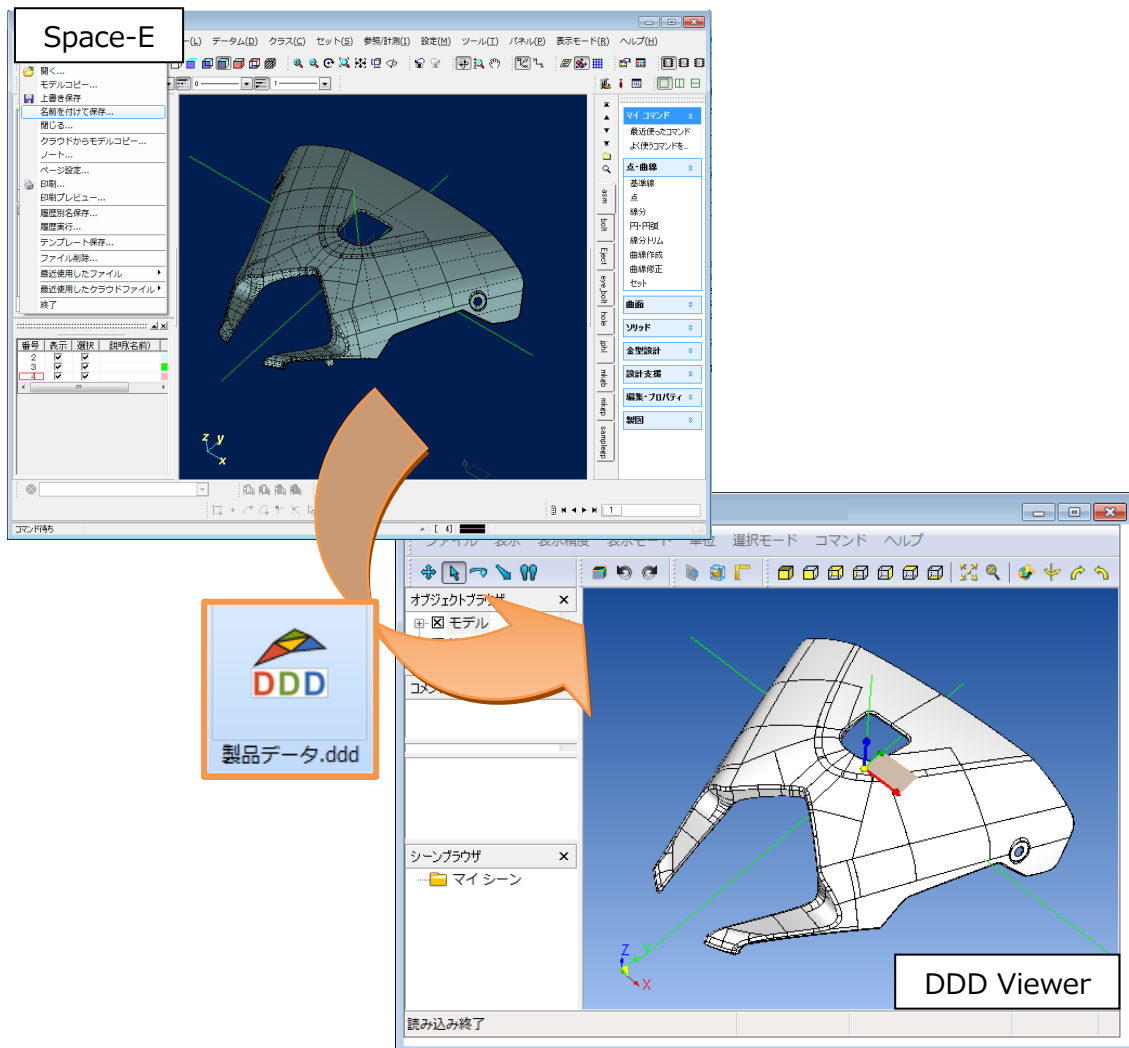 Space-E
データム(D) クラス(C) セット(S) 参照/計測(I) 設定(M) ツール(T) パネル(P) 表示モード(R) ヘルプ(H)
開く...
モデルコピー...
上書き保存
名前を付けて保存...
閉じる...
クラウドからモデルコピー...
ノート...
ページ設定...
印刷...
印刷プレビュー...
履歴別名保存...
履歴実行...
テンプレート保存...
ファイル削除...
最近使用したファイル
最近使用したクラウドファイル
終了
番号 表示 選択 説明(名前)
2
3
4
z y
x
asm
bolt
Eject
eye_bolt
hole
iphl
mkgb
mkep
samplegp
マイ コマンド
最近使ったコマンド
よく使うコマンドを..
点・曲線
基準線
点
線分
円・円弧
線分トリム
曲線作成
曲線修正
セット
曲面
ソリッド
金型設計
設計支援
編集・プロパティ
製図
1
コマンド待ち
[ 4]
ファイル 表示 表示精度 表示モード 単位 選択モード コマンド ヘルプ
オブジェクトブラウザ
モデル
DDD
製品データ.ddd
シーンブラウザ
マイ シーン
Z Y
X
DDD Viewer
読み込み終了